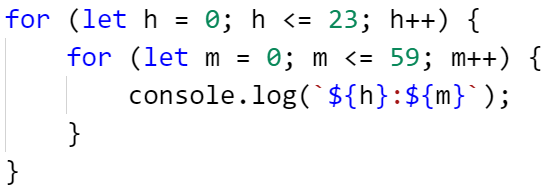 for (let h = 0; h <= 23; h++) {
    for (let m = 0; m <= 59; m++) {
        console.log(`${h}:${m}`);
    }
}